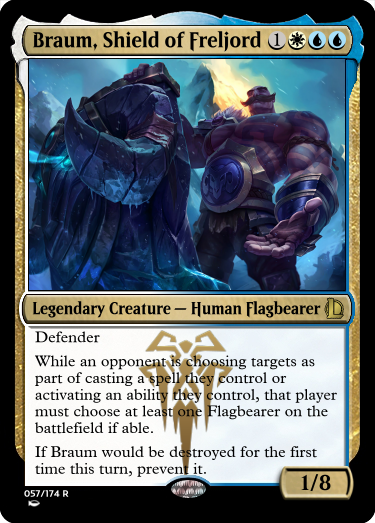 Braum, Shield of Freljord 1
Legendary Creature — Human Flagbearer
Defender
While an opponent is choosing targets as
part of casting a spell they control or
activating an ability they control, that player
must choose at least one Flagbearer on the
battlefield if able.
If Braum would be destroyed for the first
time this turn, prevent it.
1/8
057/174 R